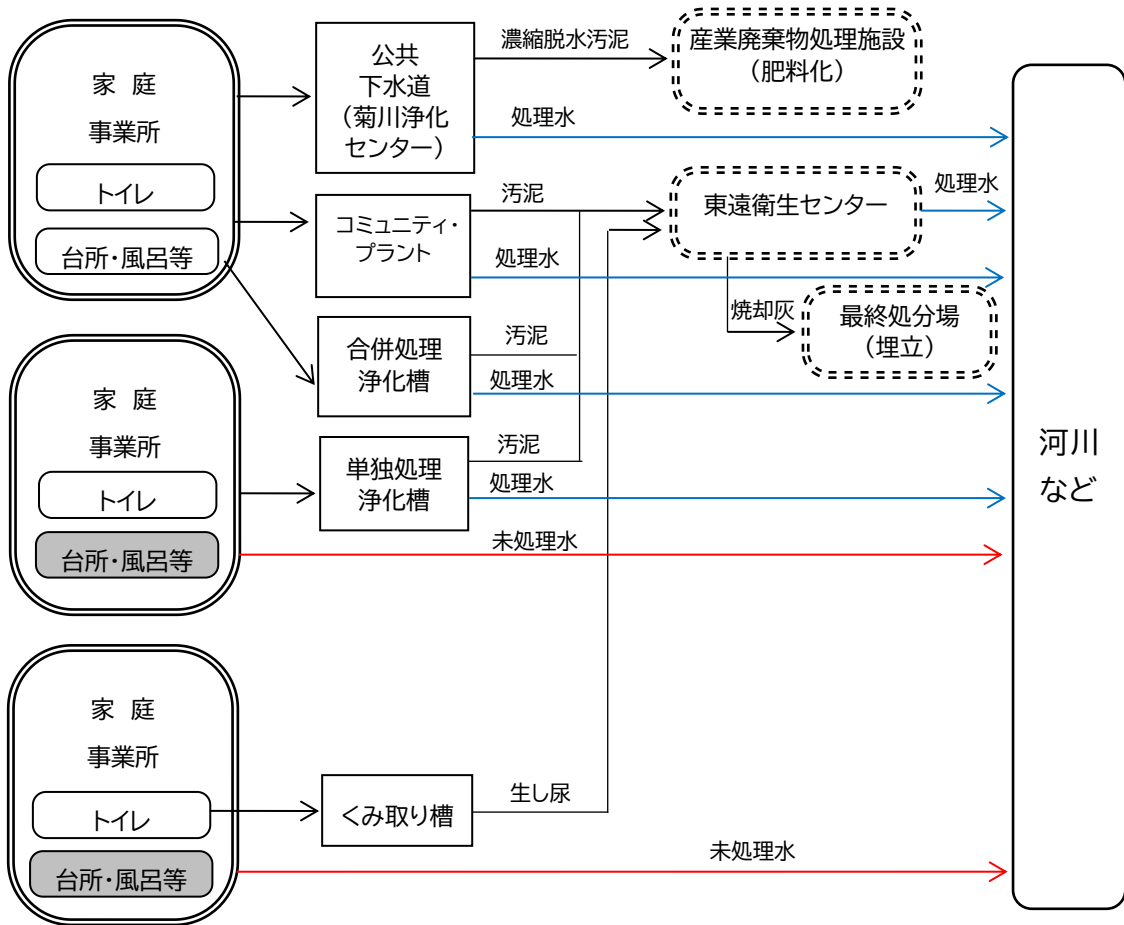 家 庭
事業所
トイレ
台所・風呂等
公共
下水道
（菊川浄化
センター）
濃縮脱水汚泥
産業廃棄物処理施設
（肥料化）
処理水
コミュニティ・
プラント
汚泥
東遠衛生センター
処理水
処理水
焼却灰
最終処分場
（埋立）
合併処理
浄化槽
汚泥
処理水
家 庭
事業所
トイレ
台所・風呂等
単独処理
浄化槽
汚泥
処理水
未処理水
河川
など
家 庭
事業所
トイレ
台所・風呂等
くみ取り槽
生し尿
未処理水